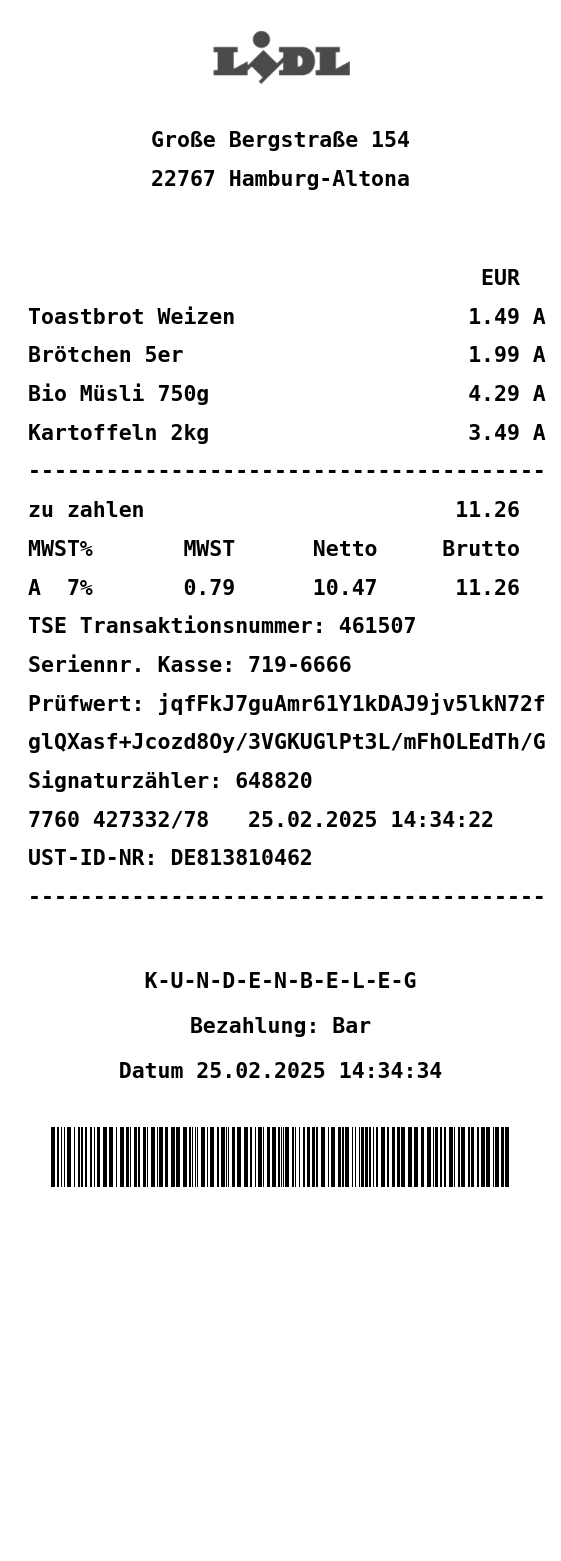 LIDL
Große Bergstraße 154
22767 Hamburg-Altona
EUR
Toastbrot Weizen 1.49 A
Brötchen 5er 1.99 A
Bio Müsli 750g 4.29 A
Kartoffeln 2kg 3.49 A
----------------------------------------
zu zahlen 11.26
MWST% MWST Netto Brutto
A 7% 0.79 10.47 11.26
TSE Transaktionsnummer: 461507
Seriennr. Kasse: 719-6666
Prüfwert: jqfFkJ7guAmr61Y1kDAJ9jv5lkN72f
glQXasf+Jcozd8Oy/3VGKUGlPt3L/mFhOLEdTh/G
Signaturzähler: 648820
7760 427332/78 25.02.2025 14:34:22
UST-ID-NR: DE813810462
----------------------------------------
K-U-N-D-E-N-B-E-L-E-G
Bezahlung: Bar
Datum 25.02.2025 14:34:34